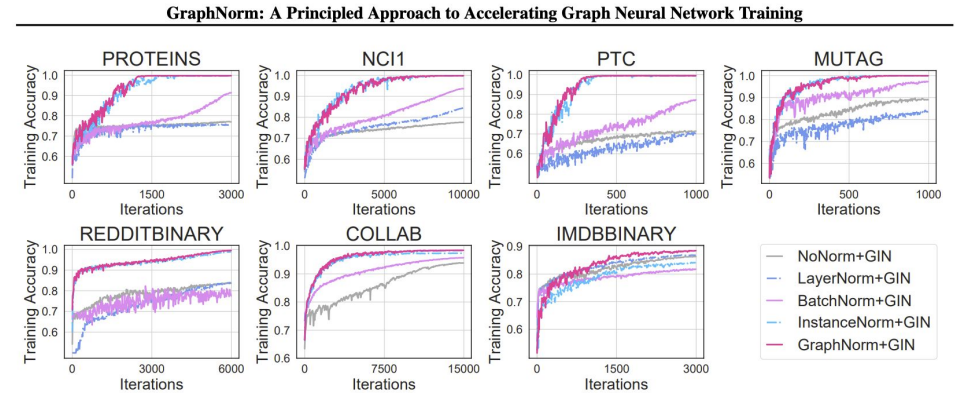 GraphNorm: A Principled Approach to Accelerating Graph Neural Network Training
PROTEINS
Training Accuracy
1.0
0.9
0.8
0.7
0.6
0
1500
3000
Iterations
NCI1
Training Accuracy
1.0
0.9
0.8
0.7
0.6
0
5000
10000
Iterations
PTC
Training Accuracy
1.0
0.9
0.8
0.7
0.6
0
500
1000
Iterations
MUTAG
Training Accuracy
1.0
0.9
0.8
0.7
0.6
0
500
1000
Iterations
REDDITBINARY
Training Accuracy
1.0
0.9
0.8
0.7
0.6
0.5
0
3000
6000
Iterations
COLLAB
Training Accuracy
1.0
0.9
0.8
0.7
0.6
0
7500
15000
Iterations
IMDBBINARY
Training Accuracy
0.9
0.8
0.7
0.6
0
1500
3000
Iterations
NoNorm+GIN
LayerNorm+GIN
BatchNorm+GIN
InstanceNorm+GIN
GraphNorm+GIN